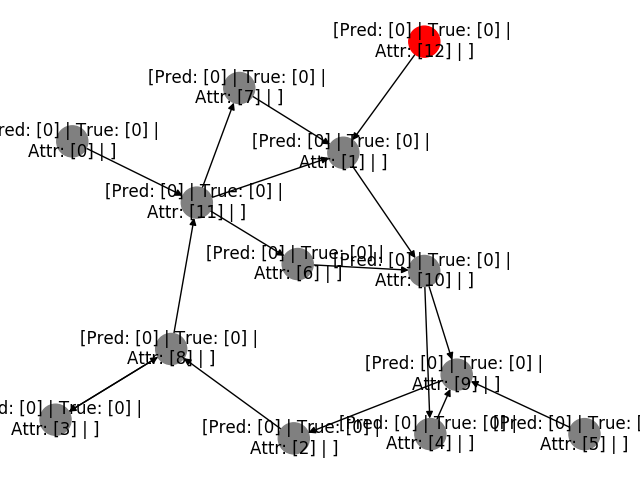 [Pred: [0] | True: [0] |
Attr: [12] | ]
[Pred: [0] | True: [0] |
Attr: [7] | ]
red: [0] | True: [0] |
Attr: [0] | ]
[Pred: [0] | True: [0] |
Attr: [1] | ]
[Pred: [0] | True: [0] |
Attr: [11] | ]
[Pred: [0] | True: [0] |
Attr: [6] | ]
[Pred: [0] | True: [0] |
Attr: [10] | ]
[Pred: [0] | True: [0] |
Attr: [8] | ]
[Pred: [0] | True: [0] |
Attr: [9] | ]
d: [0] | True: [0] |
Attr: [3] | ]
[Pred: [0] | True: [0] |
Attr: [2] | ]
[Pred: [0] | True: [0] |
Attr: [4] | ]
[Pred: [0] | True: [
Attr: [5] | ]